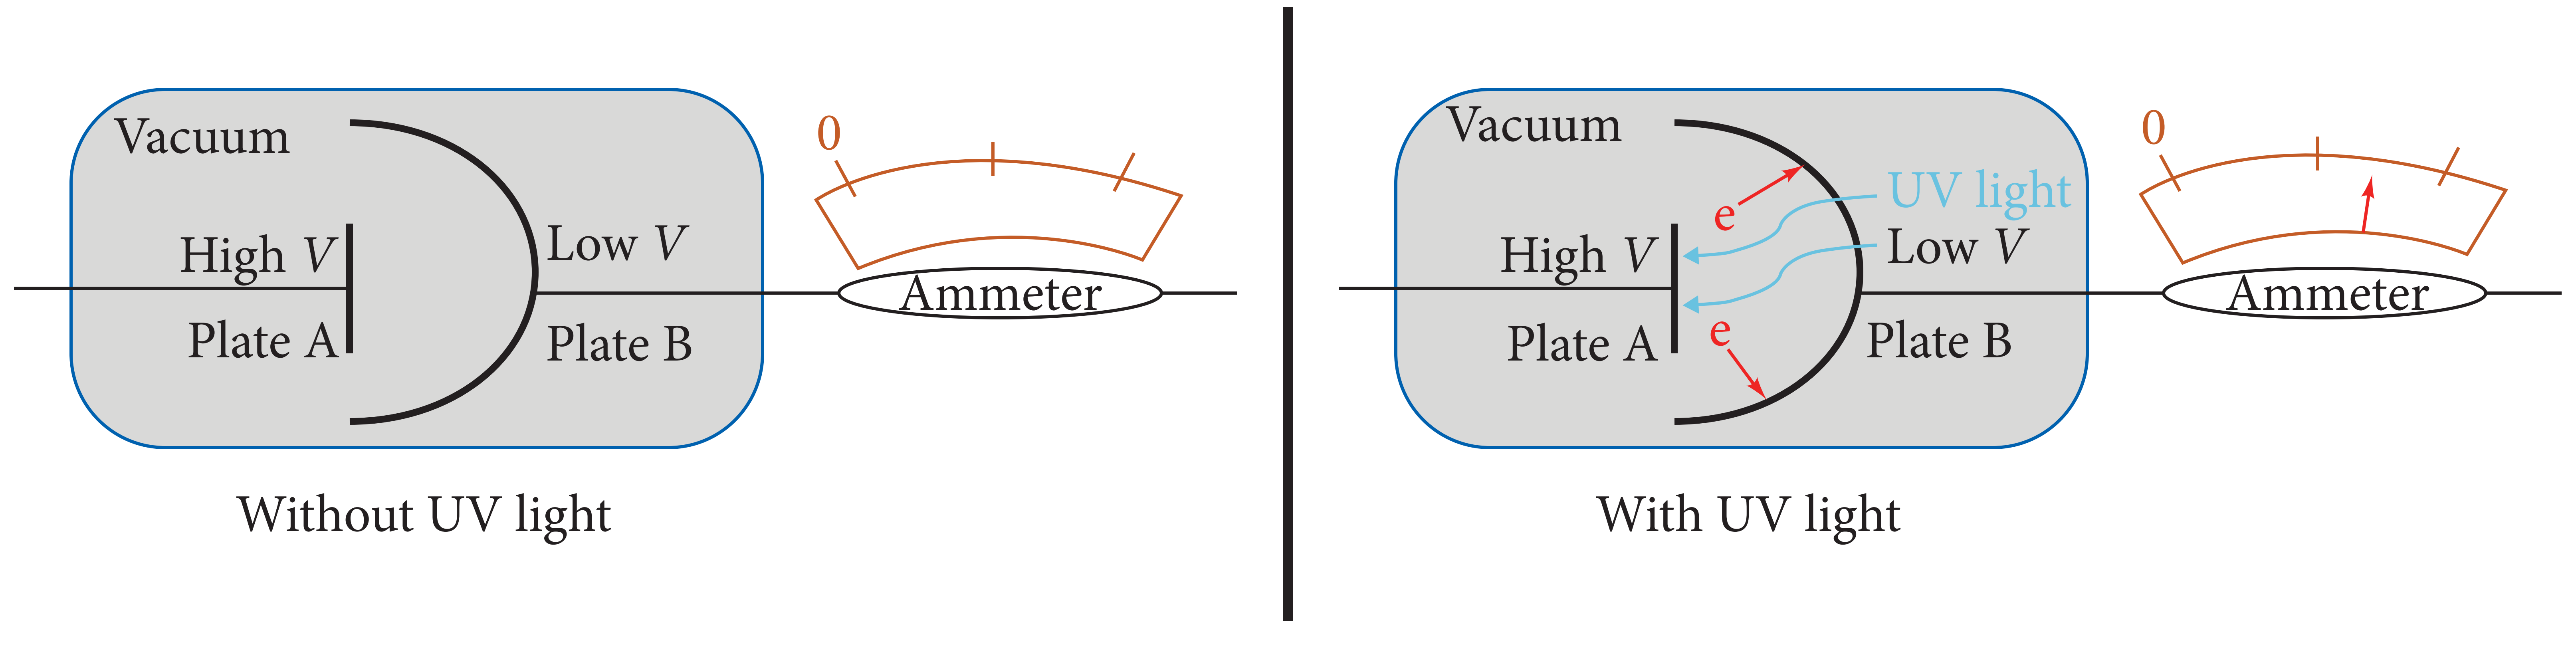 Vacuum
0
High V
Low V
Plate A
Plate B
Ammeter
Without UV light
Vacuum
0
e
UV light
High V
Low V
Plate A
e
Plate B
Ammeter
With UV light